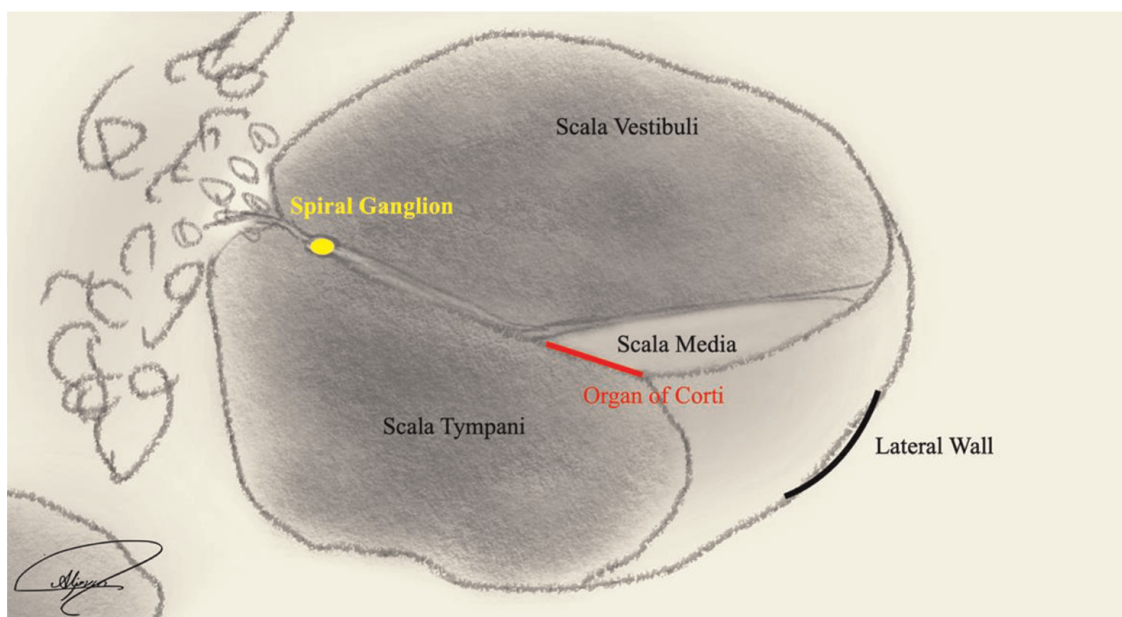 Scala Vestibuli
Spiral Ganglion
Scala Media
Organ of Corti
Scala Tympani
Lateral Wall